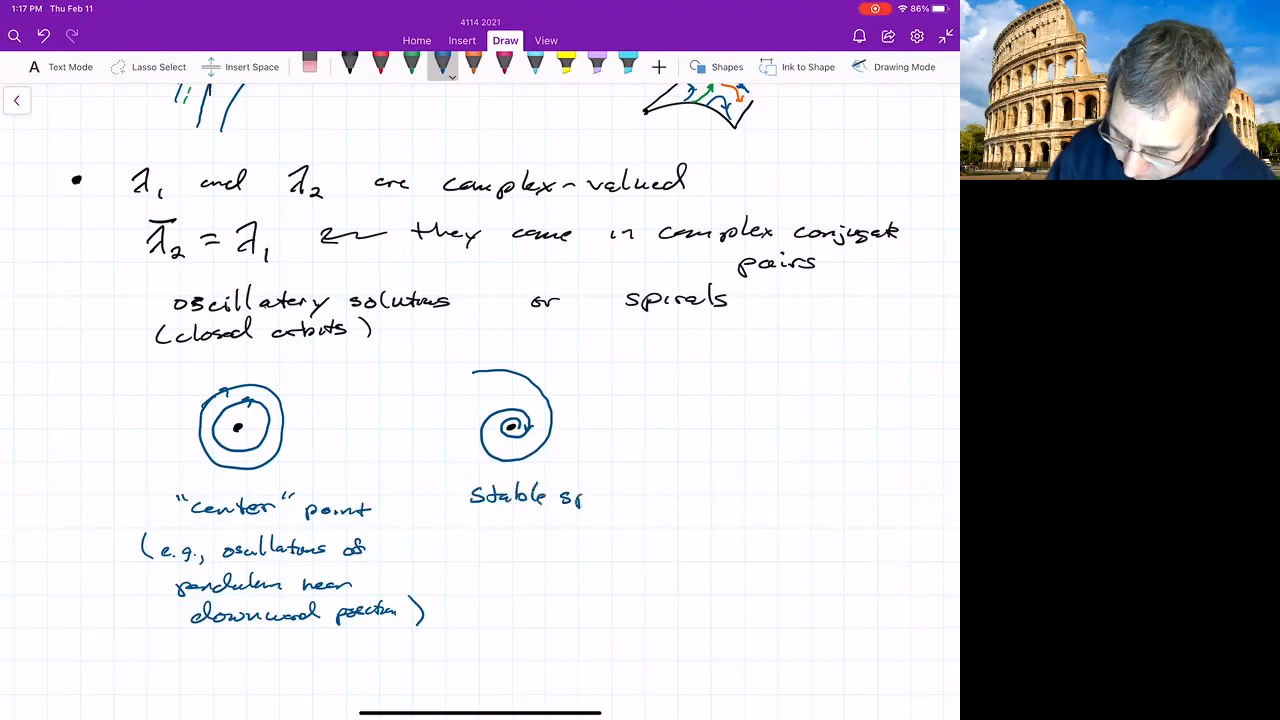 1:17 PM Thu Feb 11
86%
4114 2021
Home Insert Draw View
Text Mode Lasso Select Insert Space Shapes Ink to Shape Drawing Mode
• λ₁ and λ₂ are complex-valued
λ̅₂ = λ₁ ← they come in complex conjugate
pairs
oscillatory solutions or spirals
(closed orbits)
"center" point
stable sp
(e.g., oscillations of
pendulum near
downward position)